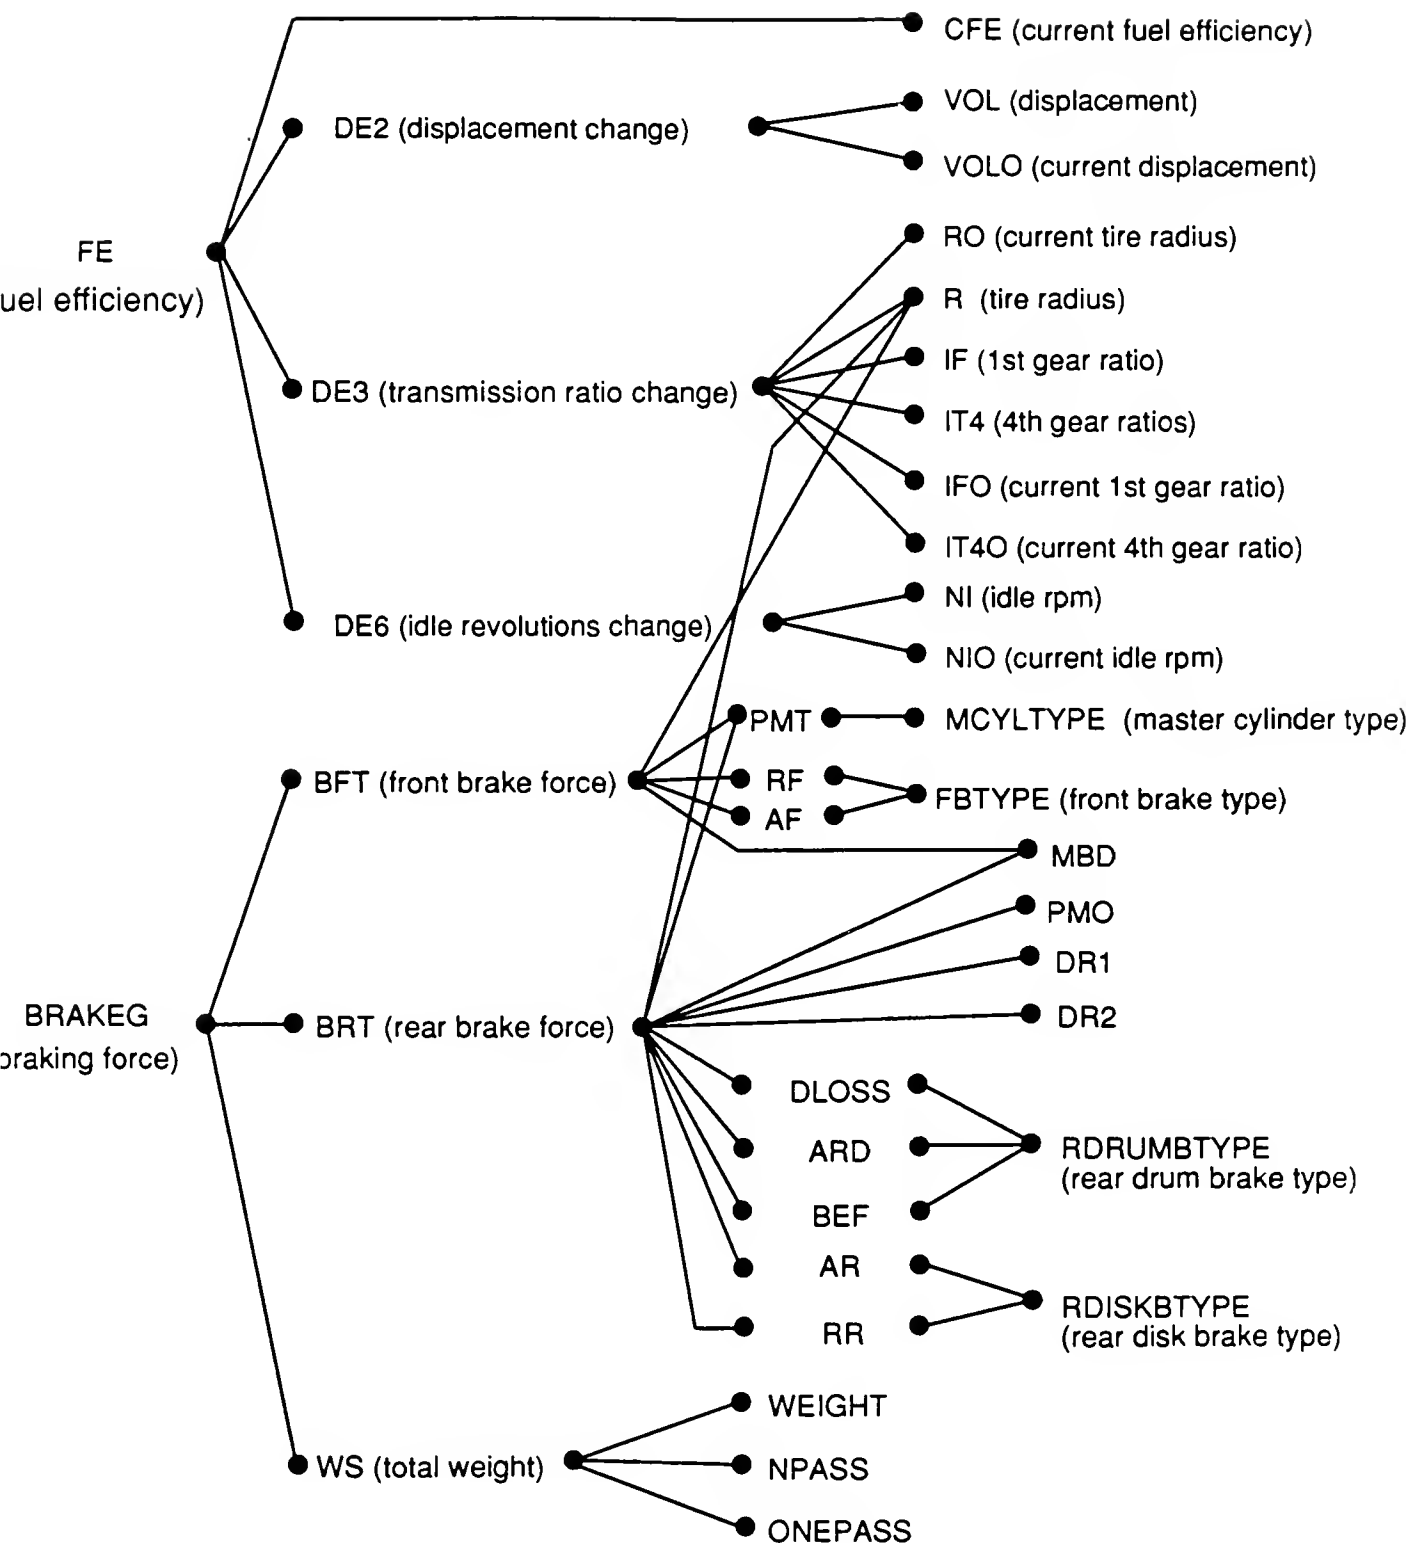 CFE (current fuel efficiency)
VOL (displacement)
DE2 (displacement change)
VOLO (current displacement)
RO (current tire radius)
FE
uel efficiency)
R (tire radius)
IF (1st gear ratio)
DE3 (transmission ratio change)
IT4 (4th gear ratios)
IFO (current 1st gear ratio)
IT4O (current 4th gear ratio)
NI (idle rpm)
DE6 (idle revolutions change)
NIO (current idle rpm)
PMT
MCYLTYPE (master cylinder type)
BFT (front brake force)
RF
FBTYPE (front brake type)
AF
MBD
PMO
DR1
BRAKEG
raking force)
BRT (rear brake force)
DR2
DLOSS
ARD
RDRUMBTYPE
(rear drum brake type)
BEF
AR
RDISKBTYPE
(rear disk brake type)
RR
WEIGHT
WS (total weight)
NPASS
ONEPASS